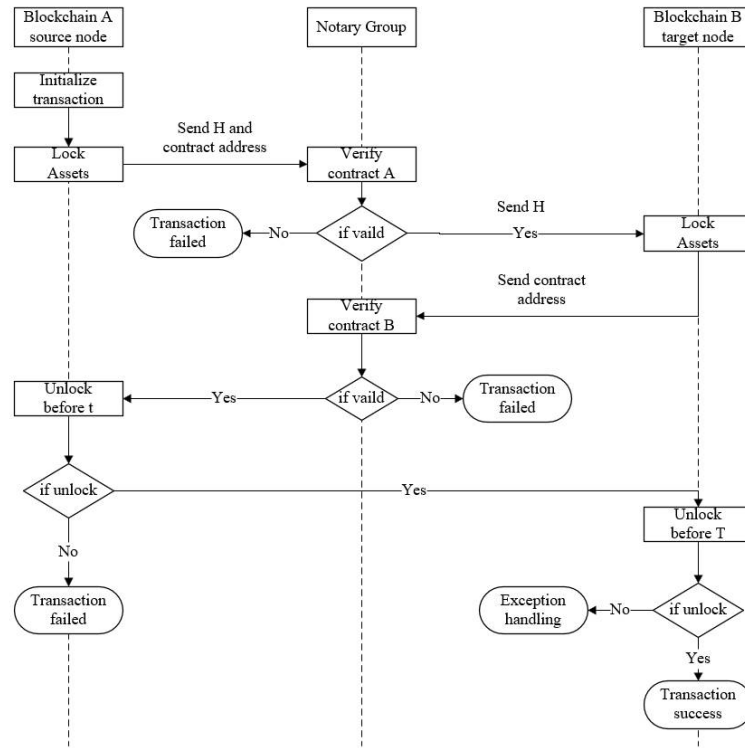 Blockchain A
source node
Notary Group
Blockchain B
target node
Initialize
transaction
Lock
Assets
Send H and
contract address
Verify
contract A
Transaction
failed
No
if vaild
Send H
Yes
Lock
Assets
Send contract
address
Verify
contract B
Unlock
before t
Yes
if vaild
No
Transaction
failed
if unlock
Yes
Unlock
before T
No
Transaction
failed
Exception
handling
No
if unlock
Yes
Transaction
success